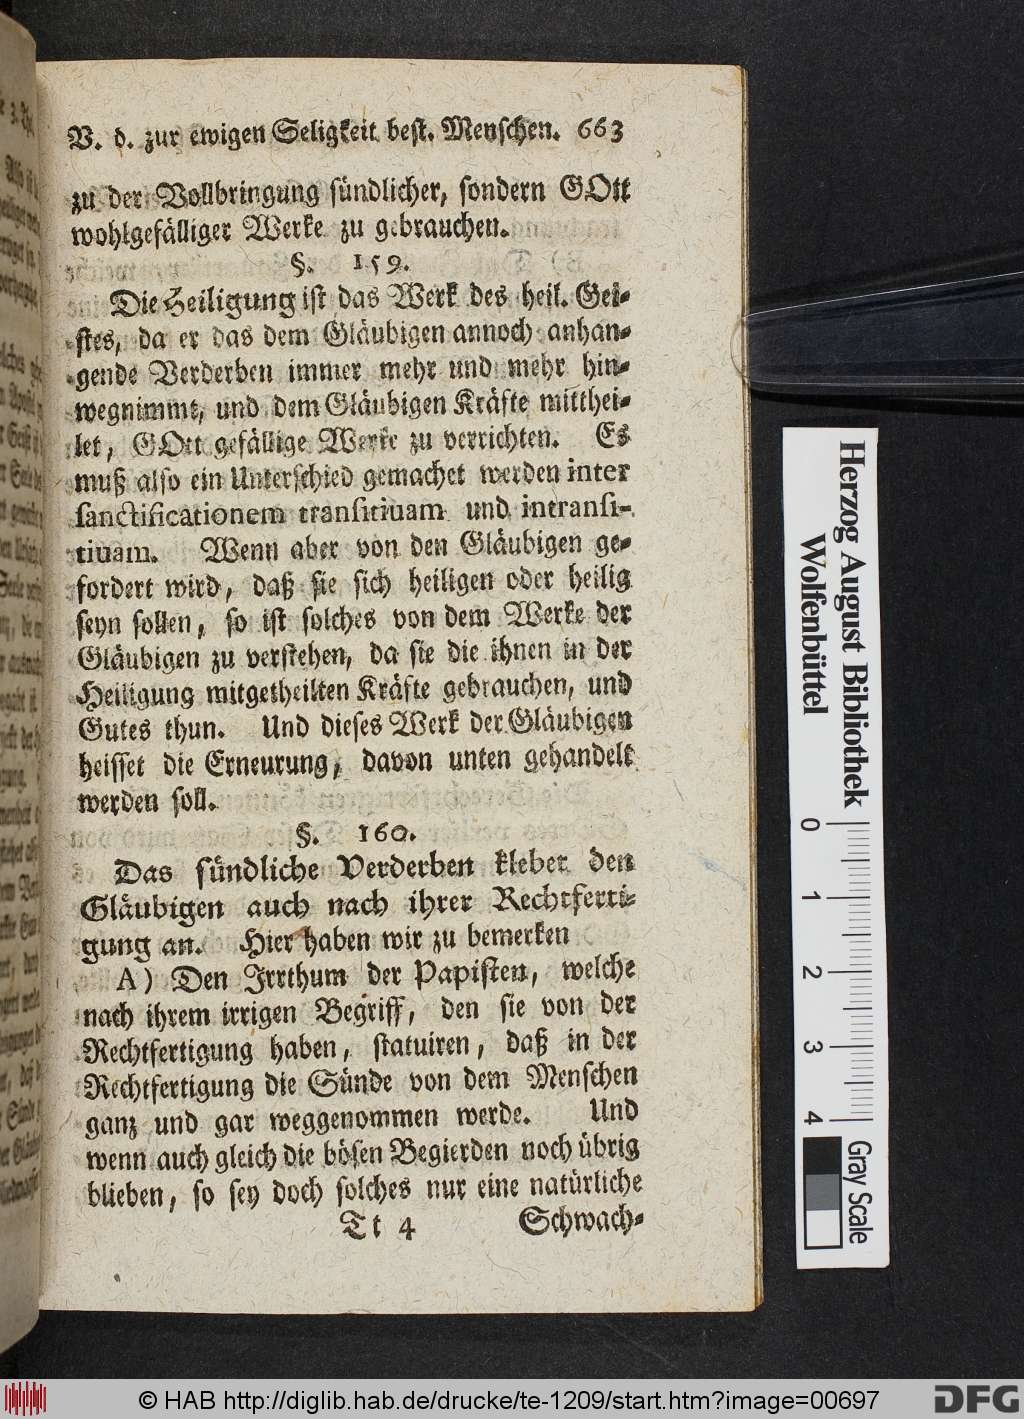 V. d. zur ewigen Seligkeit best. Menschen. 663
zu der Vollbringung sündlicher, sondern GOtt
wohlgefälliger Werke zu gebrauchen.
§. 159.
Die Heiligung ist das Werk des heil. Gei-
stes, da er das dem Gläubigen annoch anhan-
gende Verderben immer mehr und mehr hin-
wegnimmt, und dem Gläubigen Kräfte mitthei-
let, GOtt gefällige Werke zu verrichten. Es
muß also ein Unterschied gemachet werden inter
sanctificationem transitiuam und intransi-
tiuam. Wenn aber von den Gläubigen ge-
fordert wird, daß sie sich heiligen oder heilig
seyn sollen, so ist solches von dem Werke der
Gläubigen zu verstehen, da sie die ihnen in der
Heiligung mitgetheilten Kräfte gebrauchen, und
Gutes thun. Und dieses Werk der Gläubigen
heisset die Erneurung, davon unten gehandelt
werden soll.
§. 160.
Das sündliche Verderben klebet den
Gläubigen auch nach ihrer Rechtferti-
gung an. Hier haben wir zu bemerken
A) Den Irrthum der Papisten, welche
nach ihrem irrigen Begriff, den sie von der
Rechtfertigung haben, statuiren, daß in der
Rechtfertigung die Sünde von dem Menschen
ganz und gar weggenommen werde. Und
wenn auch gleich die bösen Begierden noch übrig
blieben, so sey doch solches nur eine natürliche
Tt 4 Schwach-
Herzog August Bibliothek
Wolfenbüttel
0 1 2 3 4
Gray Scale
© HAB http://diglib.hab.de/drucke/te-1209/start.htm?image=00697
DFG